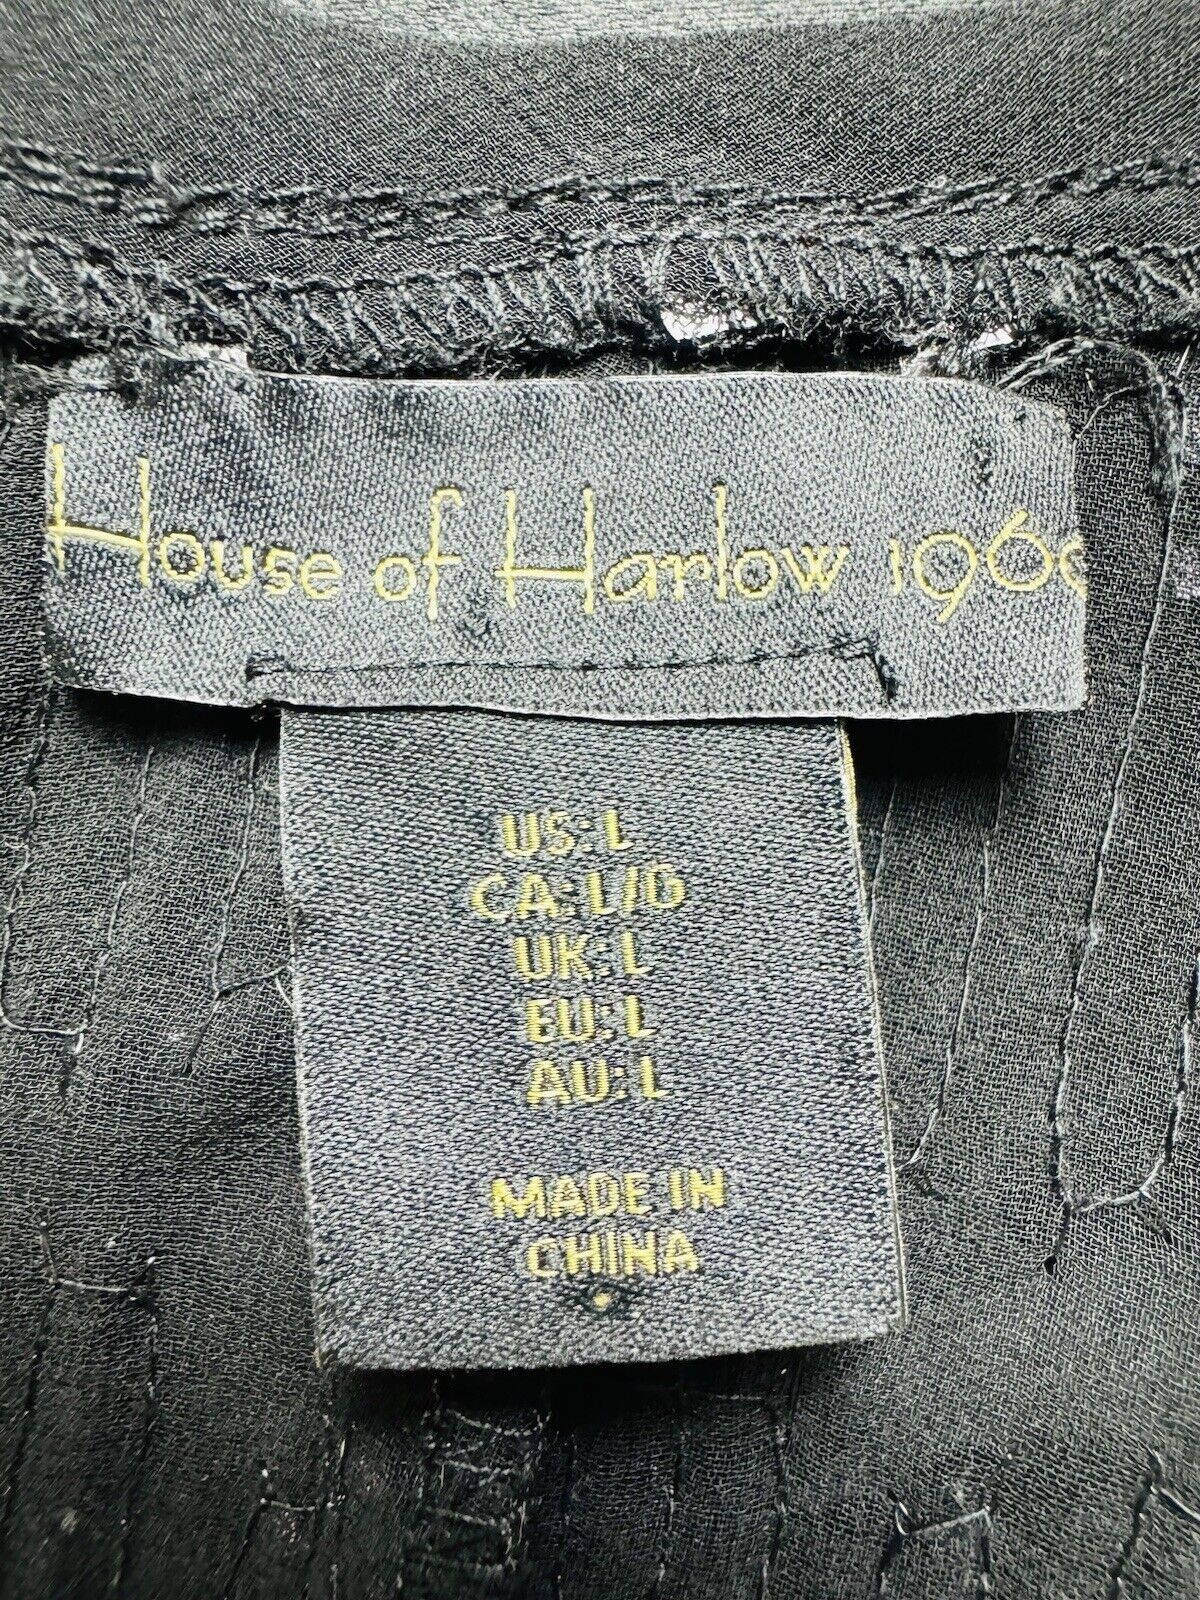 House of Harlow 1960
US: L
CA: L/G
UK: L
EU: L
AU: L
MADE IN
CHINA